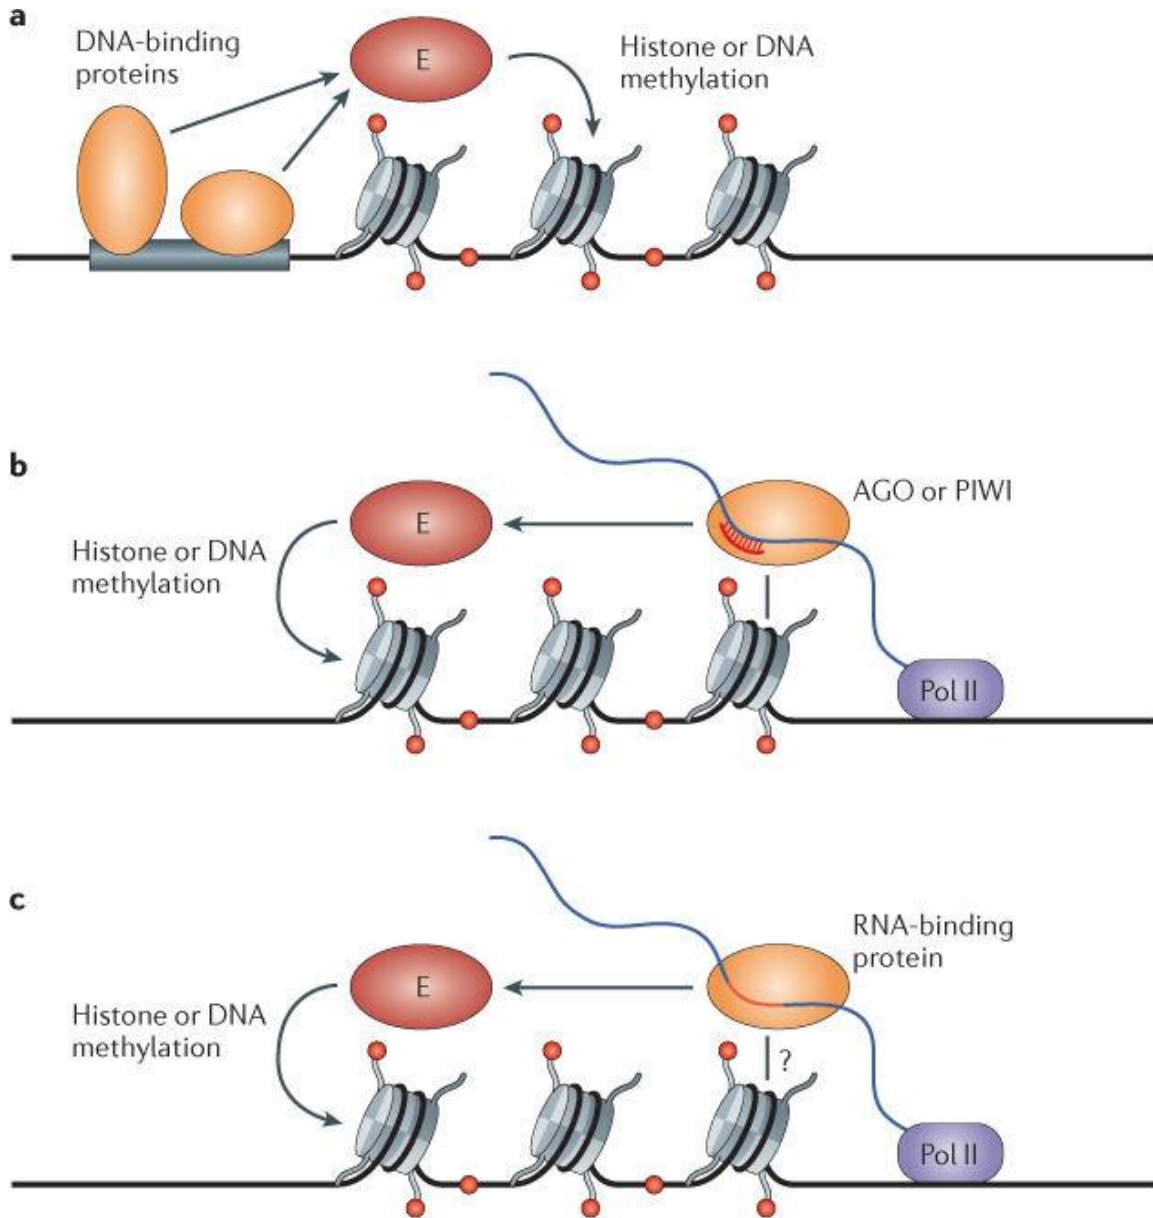 a
DNA-binding
proteins
E
Histone or DNA
methylation
b
AGO or PIWI
E
Histone or DNA
methylation
Pol II
c
RNA-binding
protein
E
Histone or DNA
methylation
?
Pol II